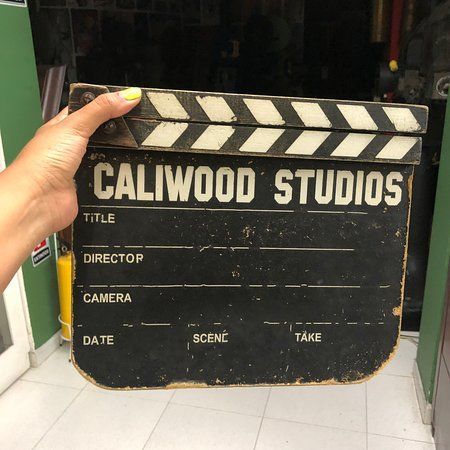 CALIWOOD STUDIOS
TITLE
DIRECTOR
CAMERA
DATE SCENE TAKE